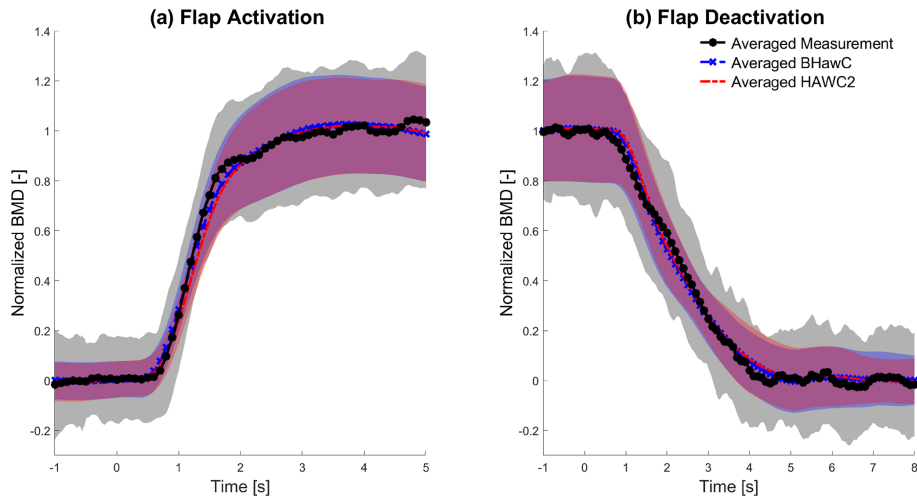 (a) Flap Activation
1.4
1.2
1
0.8
0.6
0.4
0.2
0
-0.2
Normalized BMD [-]
-1 0 1 2 3 4 5
Time [s]
(b) Flap Deactivation
Averaged Measurement
Averaged BHawC
Averaged HAWC2
1.4
1.2
1
0.8
0.6
0.4
0.2
0
-0.2
Normalized BMD [-]
-1 0 1 2 3 4 5 6 7 8
Time [s]